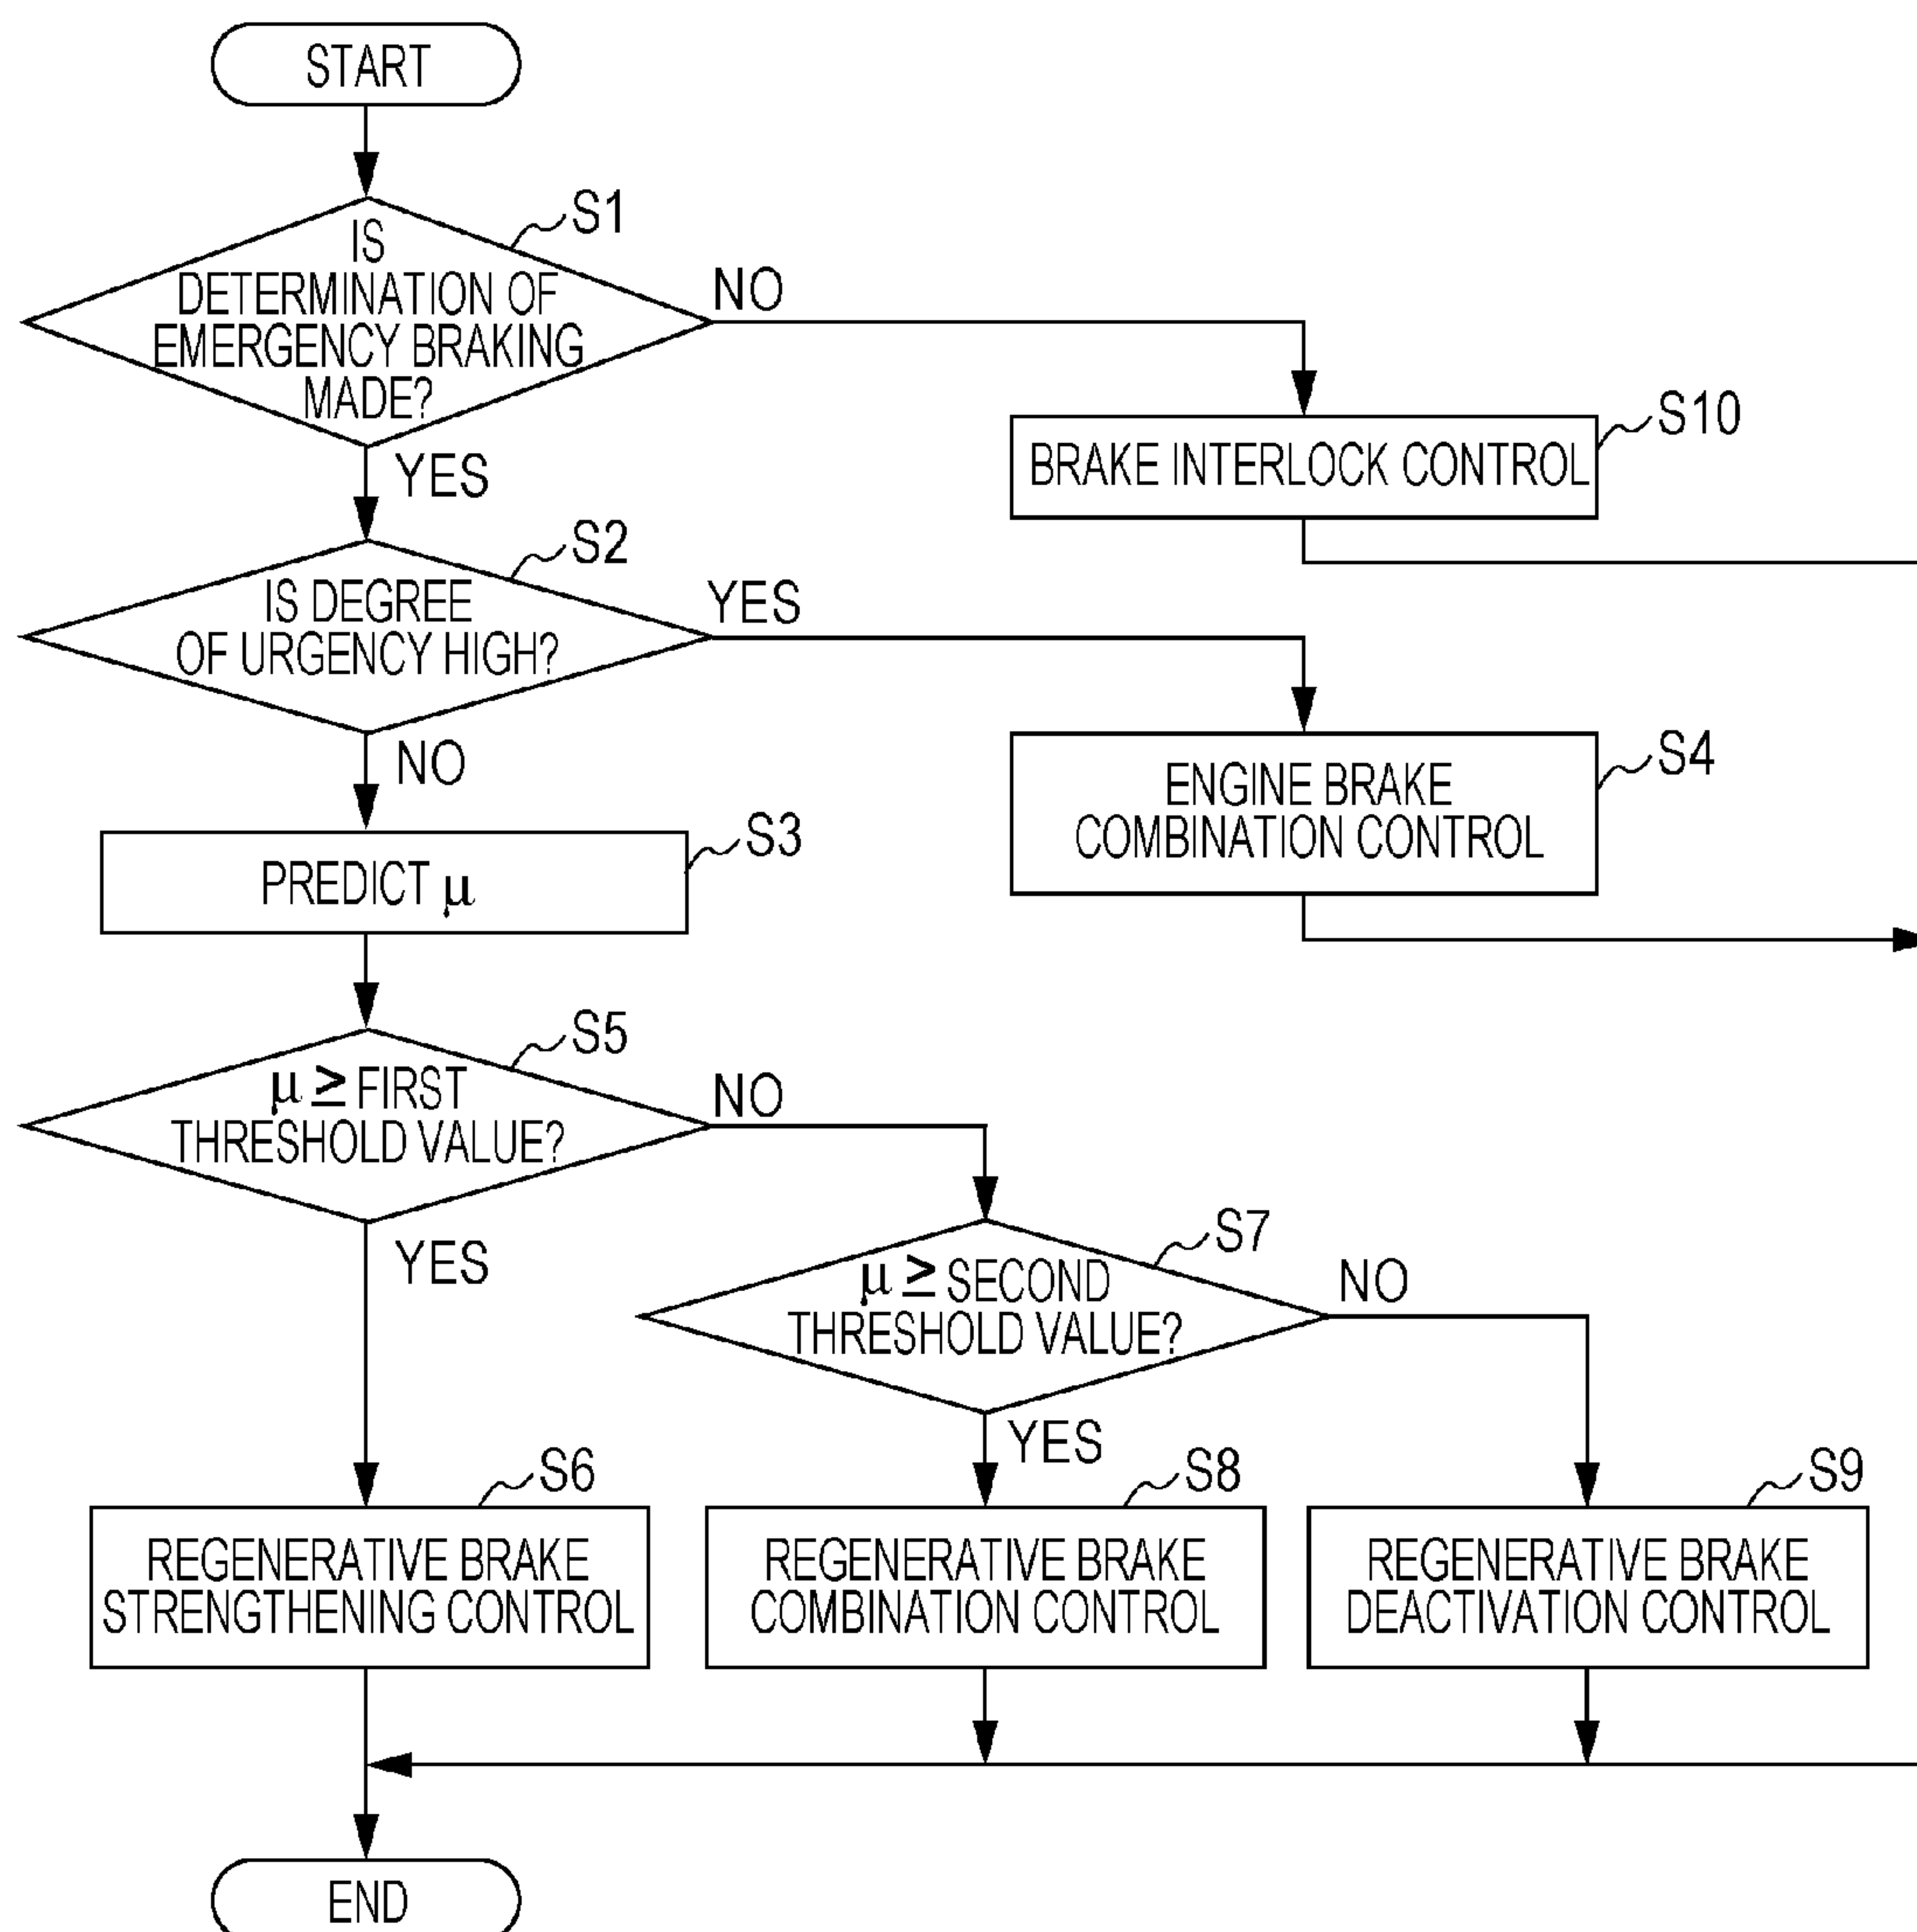 START
S1
IS
DETERMINATION OF
EMERGENCY BRAKING
MADE?
NO
YES
S10
BRAKE INTERLOCK CONTROL
S2
IS DEGREE
OF URGENCY HIGH?
YES
NO
S4
ENGINE BRAKE
COMBINATION CONTROL
S3
PREDICT µ
S5
µ ≥ FIRST
THRESHOLD VALUE?
NO
YES
S7
µ ≥ SECOND
THRESHOLD VALUE?
NO
YES
S6
REGENERATIVE BRAKE
STRENGTHENING CONTROL
S8
REGENERATIVE BRAKE
COMBINATION CONTROL
S9
REGENERATIVE BRAKE
DEACTIVATION CONTROL
END